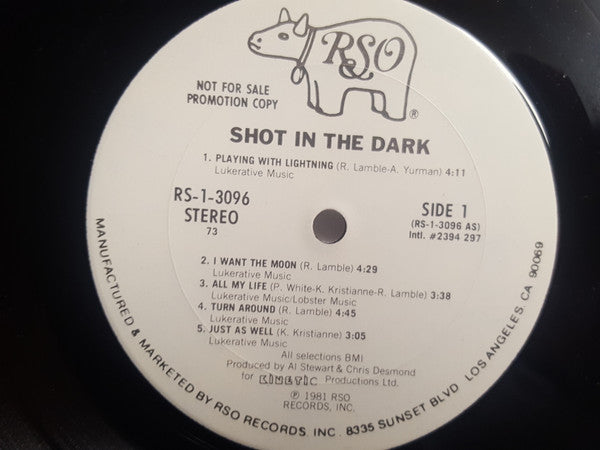 RSO
®
NOT FOR SALE
PROMOTION COPY
SHOT IN THE DARK
1. PLAYING WITH LIGHTNING (R. Lamble-A. Yurman) 4:11
Lukerative Music
RS-1-3096
STEREO
73
SIDE 1
(RS-1-3096 AS)
Intl. #2394 297
2. I WANT THE MOON (R. Lamble) 4:29
Lukerative Music
3. ALL MY LIFE (P. White-K. Kristianne-R. Lamble) 3:38
Lukerative Music/Lobster Music
4. TURN AROUND (R. Lamble) 4:45
Lukerative Music
5. JUST AS WELL (K. Kristianne) 3:05
Lukerative Music
All selections BMI
Produced by Al Stewart & Chris Desmond
for KINETIC Productions Ltd.
℗ 1981 RSO
RECORDS, INC.
MANUFACTURED & MARKETED BY RSO RECORDS, INC. 8335 SUNSET BLVD LOS ANGELES, CA 90069